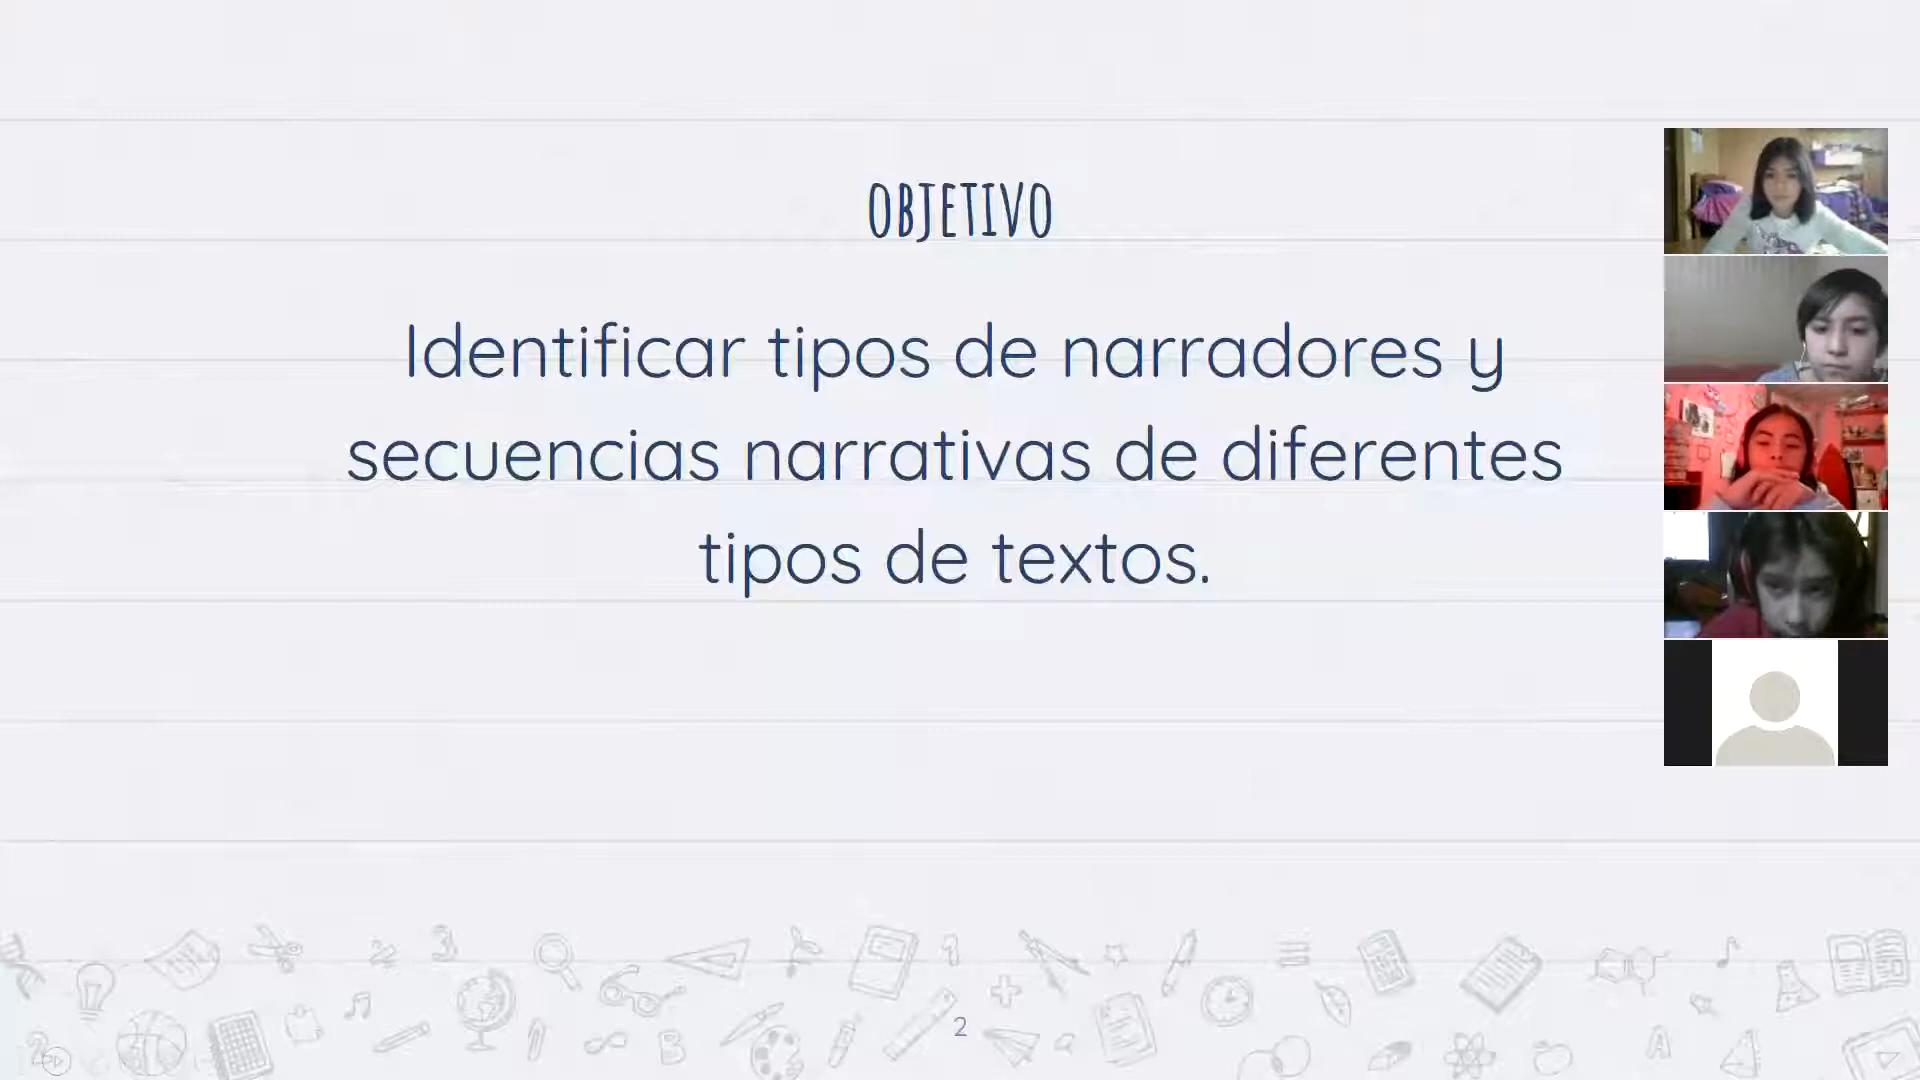 OBJETIVO
Identificar tipos de narradores y
secuencias narrativas de diferentes
tipos de textos.
2